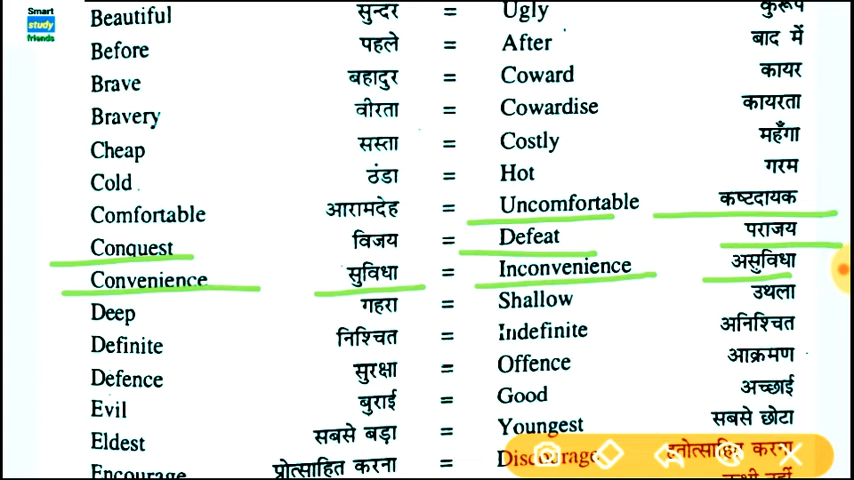 Smart
study
friends
Beautiful सुन्दर = Ugly कुरूप
Before पहले = After बाद में
Brave बहादुर = Coward कायर
Bravery वीरता = Cowardise कायरता
Cheap सस्ता = Costly महँगा
Cold ठंडा = Hot गरम
Comfortable आरामदेह = Uncomfortable कष्टदायक
Conquest विजय = Defeat पराजय
Convenience सुविधा = Inconvenience असुविधा
Deep गहरा = Shallow उथला
Definite निश्चित = Indefinite अनिश्चित
Defence सुरक्षा = Offence आक्रमण
Evil बुराई = Good अच्छाई
Eldest सबसे बड़ा = Youngest सबसे छोटा
Encourage प्रोत्साहित करना = Discourage हतोत्साहित करना